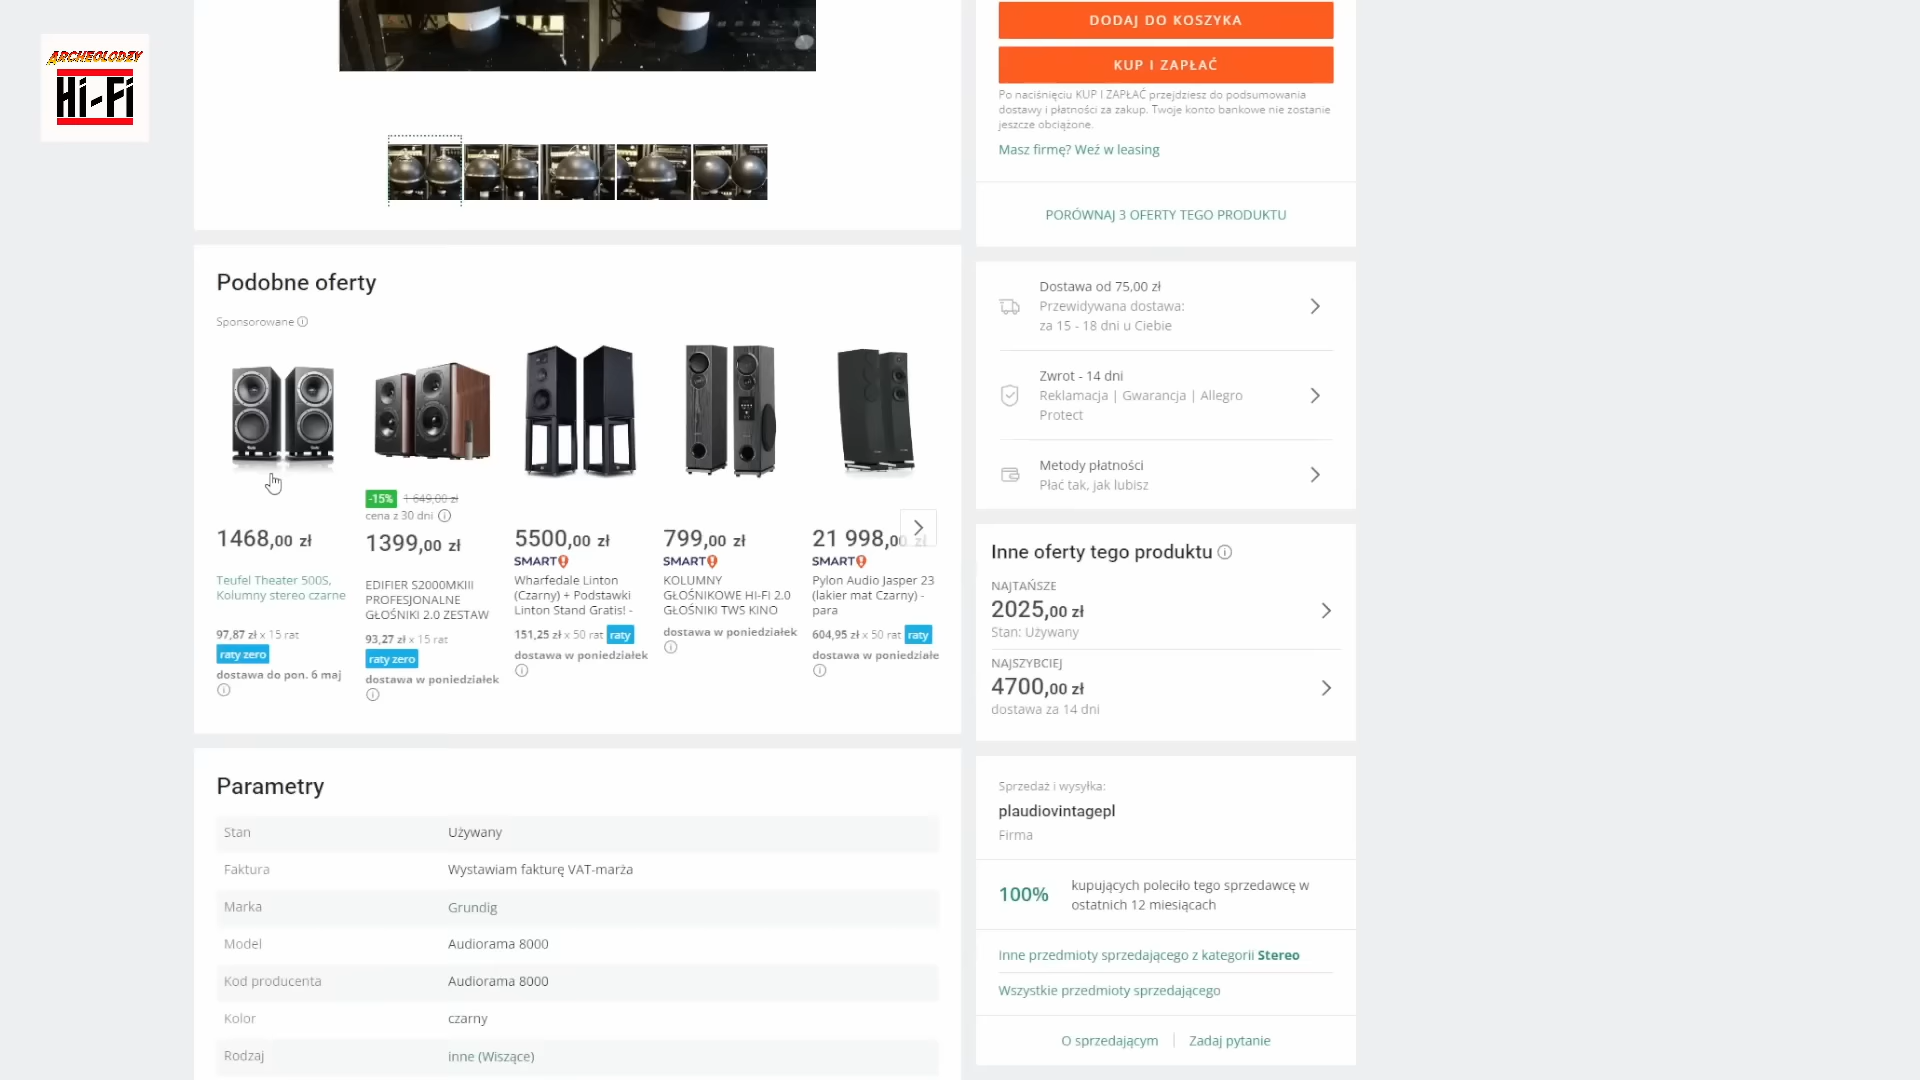 ARCHEOLODZY
Hi-Fi
DODAJ DO KOSZYKA
KUP I ZAPŁAĆ
Po naciśnięciu KUP I ZAPŁAĆ przejdziesz do podsumowania
dostawy i płatności za zakup. Twoje konto bankowe nie zostanie
jeszcze obciążone.
Masz firmę? Weź w leasing
PORÓWNAJ 3 OFERTY TEGO PRODUKTU
Podobne oferty
Sponsorowane
1468,00 zł
Teufel Theater 500S,
Kolumny stereo czarne
97,87 zł x 15 rat
raty zero
dostawa do pon. 6 maj
-15% 1 649,00 zł
cena z 30 dni
1399,00 zł
EDIFIER S2000MKIII
PROFESJONALNE
GŁOŚNIKI 2.0 ZESTAW
93,27 zł x 15 rat
raty zero
dostawa w poniedziałek
5500,00 zł
SMART!
Wharfedale Linton
(Czarny) + Podstawki
Linton Stand Gratis! -
151,25 zł x 50 rat raty
dostawa w poniedziałek
799,00 zł
SMART!
KOLUMNY
GŁOŚNIKOWE HI-FI 2.0
GŁOŚNIKI TWS KINO
dostawa w poniedziałek
21 998,00 zł
SMART!
Pylon Audio Jasper 23
(lakier mat Czarny) -
para
604,95 zł x 50 rat raty
dostawa w poniedziałe
Dostawa od 75,00 zł
Przewidywana dostawa:
za 15 - 18 dni u Ciebie
Zwrot - 14 dni
Reklamacja | Gwarancja | Allegro
Protect
Metody płatności
Płać tak, jak lubisz
Inne oferty tego produktu
NAJTAŃSZE
2025,00 zł
Stan: Używany
NAJSZYBCIEJ
4700,00 zł
dostawa za 14 dni
Parametry
Stan Używany
Faktura Wystawiam fakturę VAT-marża
Marka Grundig
Model Audiorama 8000
Kod producenta Audiorama 8000
Kolor czarny
Rodzaj inne (Wiszące)
Sprzedaż i wysyłka:
plaudiovintagepl
Firma
100% kupujących poleciło tego sprzedawcę w
ostatnich 12 miesiącach
Inne przedmioty sprzedającego z kategorii Stereo
Wszystkie przedmioty sprzedającego
O sprzedającym | Zadaj pytanie